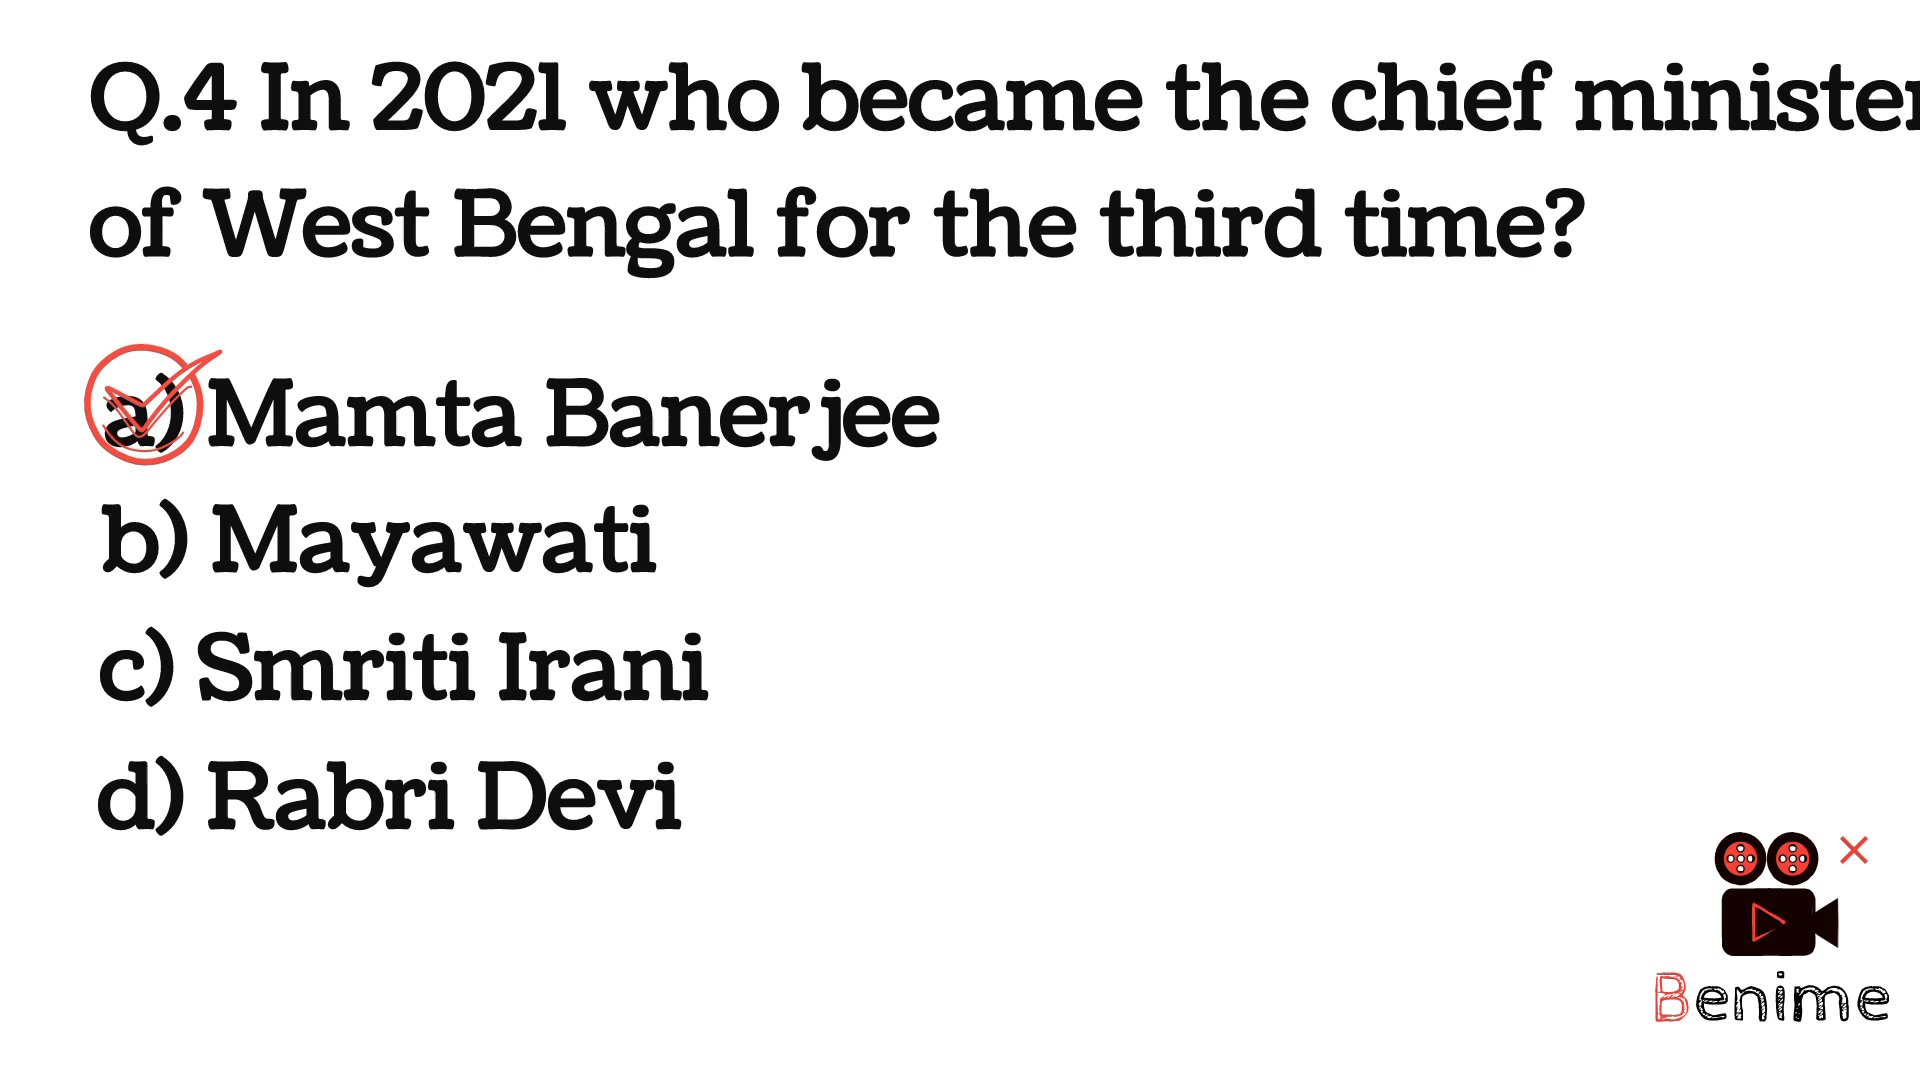 Q.4 In 2021 who became the chief minister
of West Bengal for the third time?
a) Mamta Banerjee
b) Mayawati
c) Smriti Irani
d) Rabri Devi
Benime